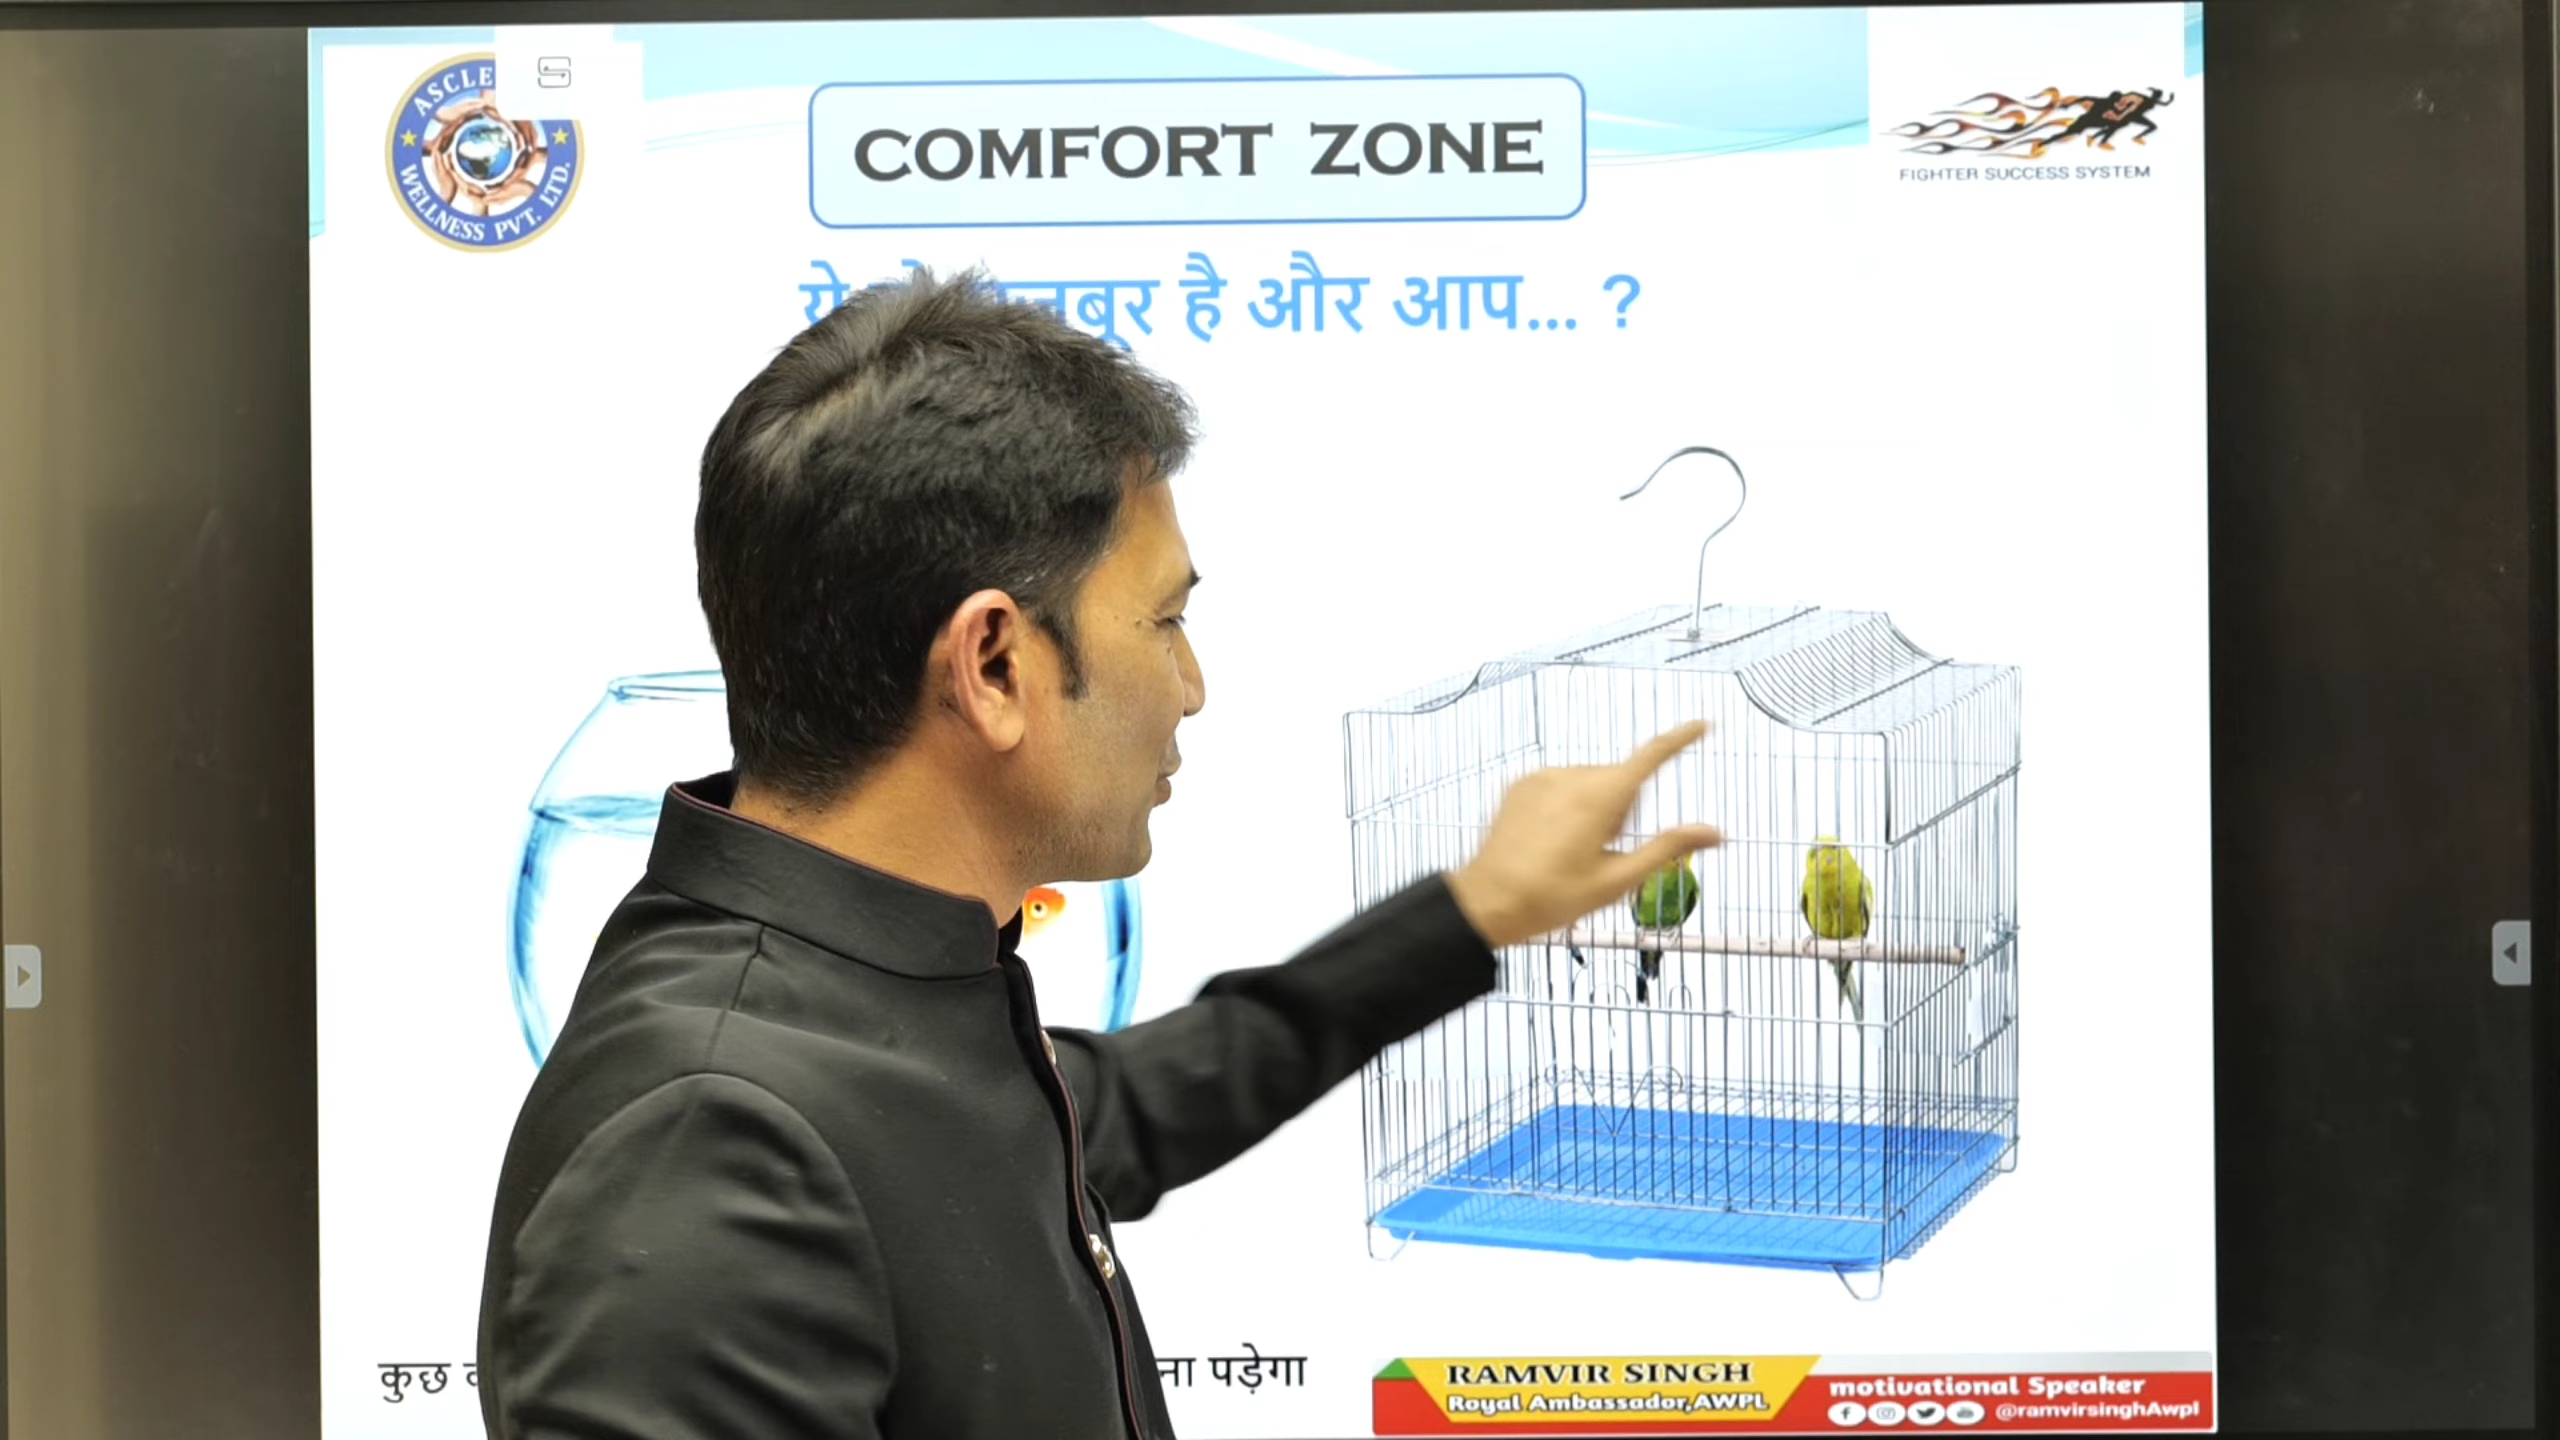 ASCLE
WELLNESS PVT. LTD.
COMFORT ZONE
FIGHTER SUCCESS SYSTEM
ये है और आप... ?
कुछ पड़ेगा
RAMVIR SINGH
Royal Ambassador,AWPL
motivational Speaker
@ramvirsinghAwpl